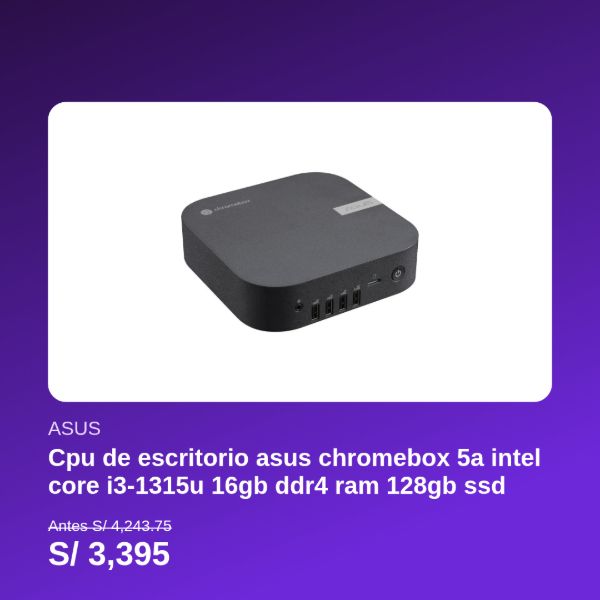 chromebox
ASUS
Cpu de escritorio asus chromebox 5a intel
core i3-1315u 16gb ddr4 ram 128gb ssd
Antes S/ 4,243.75
S/ 3,395